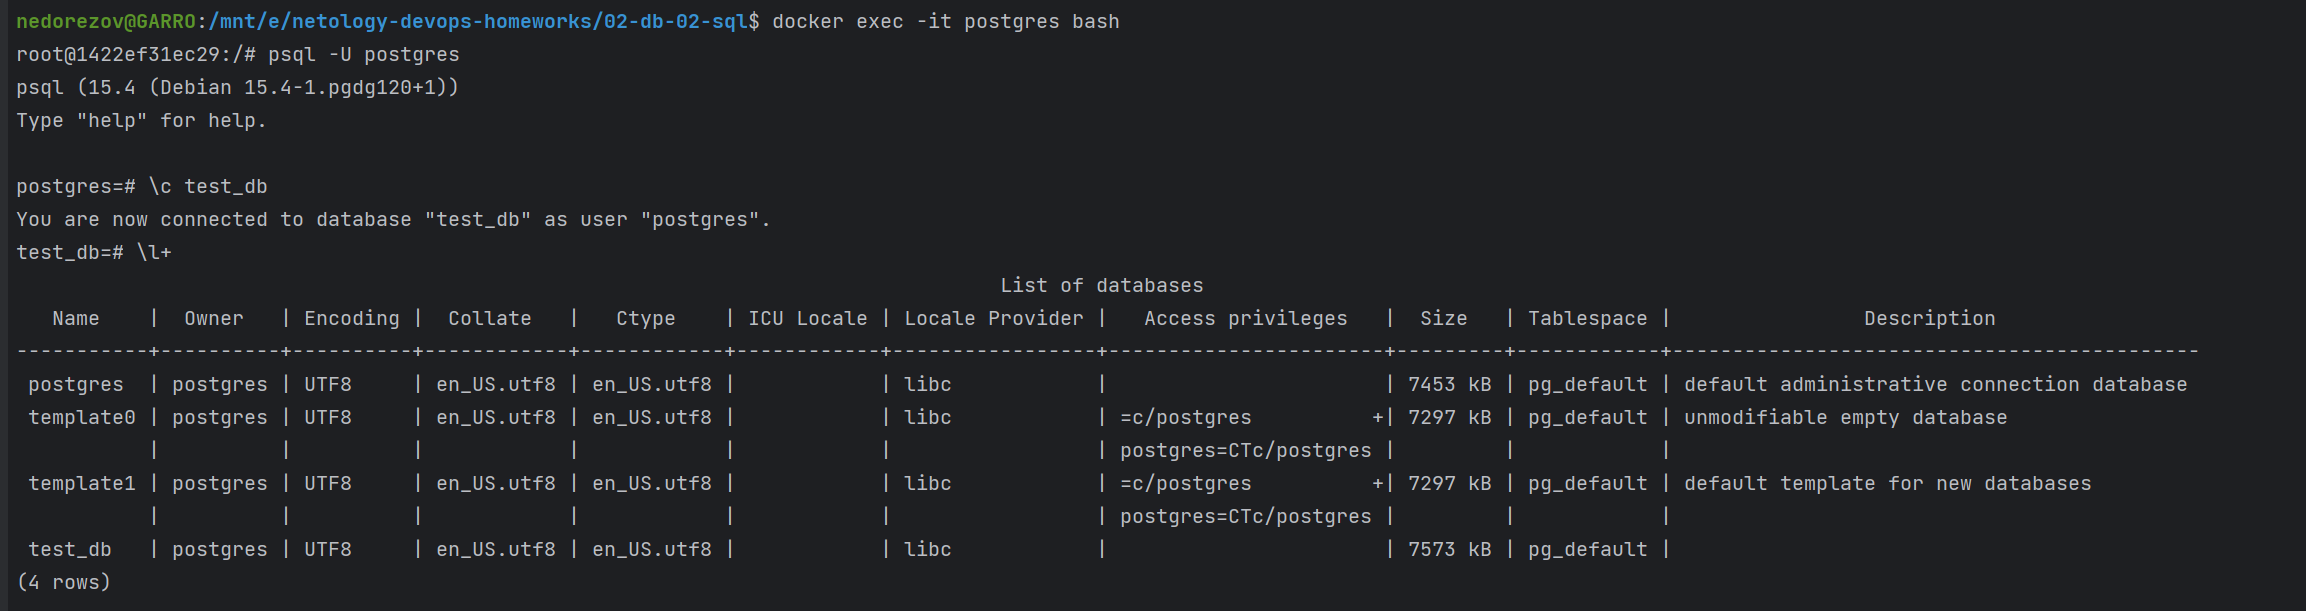 nedorezov@GARRO:/mnt/e/netology-devops-homeworks/02-db-02-sql$ docker exec -it postgres bash
root@1422ef31ec29:/# psql -U postgres
psql (15.4 (Debian 15.4-1.pgdg120+1))
Type "help" for help.

postgres=# \c test_db
You are now connected to database "test_db" as user "postgres".
test_db=# \l+
                                                                                  List of databases
   Name    |  Owner   | Encoding |  Collate   |   Ctype    | ICU Locale | Locale Provider |   Access privileges   |  Size   | Tablespace |                Description
-----------+----------+----------+------------+------------+------------+-----------------+-----------------------+---------+------------+--------------------------------------------
 postgres  | postgres | UTF8     | en_US.utf8 | en_US.utf8 |            | libc            |                       | 7453 kB | pg_default | default administrative connection database
 template0 | postgres | UTF8     | en_US.utf8 | en_US.utf8 |            | libc            | =c/postgres          +| 7297 kB | pg_default | unmodifiable empty database
           |          |          |            |            |            |                 | postgres=CTc/postgres |         |            |
 template1 | postgres | UTF8     | en_US.utf8 | en_US.utf8 |            | libc            | =c/postgres          +| 7297 kB | pg_default | default template for new databases
           |          |          |            |            |            |                 | postgres=CTc/postgres |         |            |
 test_db   | postgres | UTF8     | en_US.utf8 | en_US.utf8 |            | libc            |                       | 7573 kB | pg_default |
(4 rows)